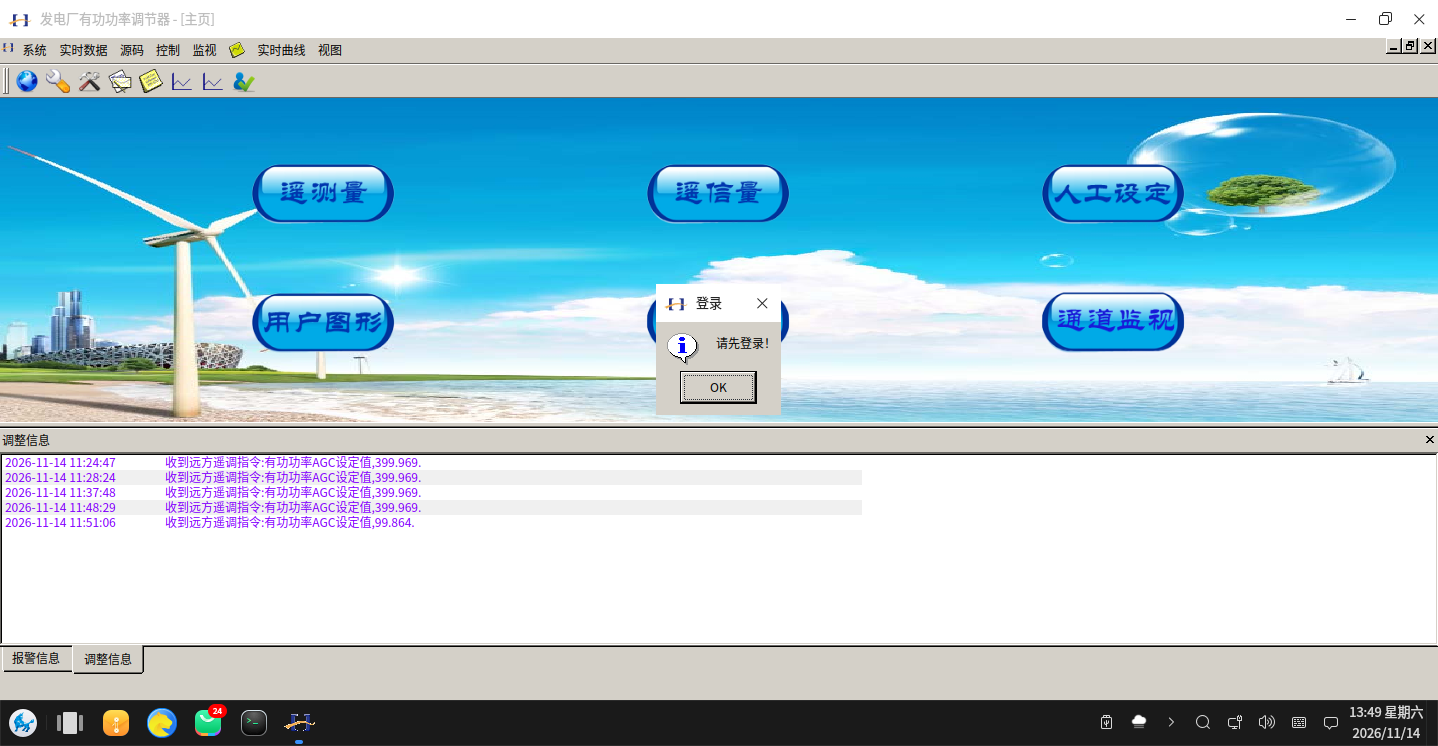 发电厂有功功率调节器 - [主页]
系统 实时数据 源码 控制 监视 实时曲线 视图
遥测量 遥信量 人工设定
登录
用户图形 通道监视
请先登录!
OK
调整信息
2026-11-14 11:24:47 收到远方遥调指令:有功功率AGC设定值,399.969.
2026-11-14 11:28:24 收到远方遥调指令:有功功率AGC设定值,399.969.
2026-11-14 11:37:48 收到远方遥调指令:有功功率AGC设定值,399.969.
2026-11-14 11:48:29 收到远方遥调指令:有功功率AGC设定值,399.969.
2026-11-14 11:51:06 收到远方遥调指令:有功功率AGC设定值,99.864.
报警信息 调整信息
24
13:49 星期六
2026/11/14